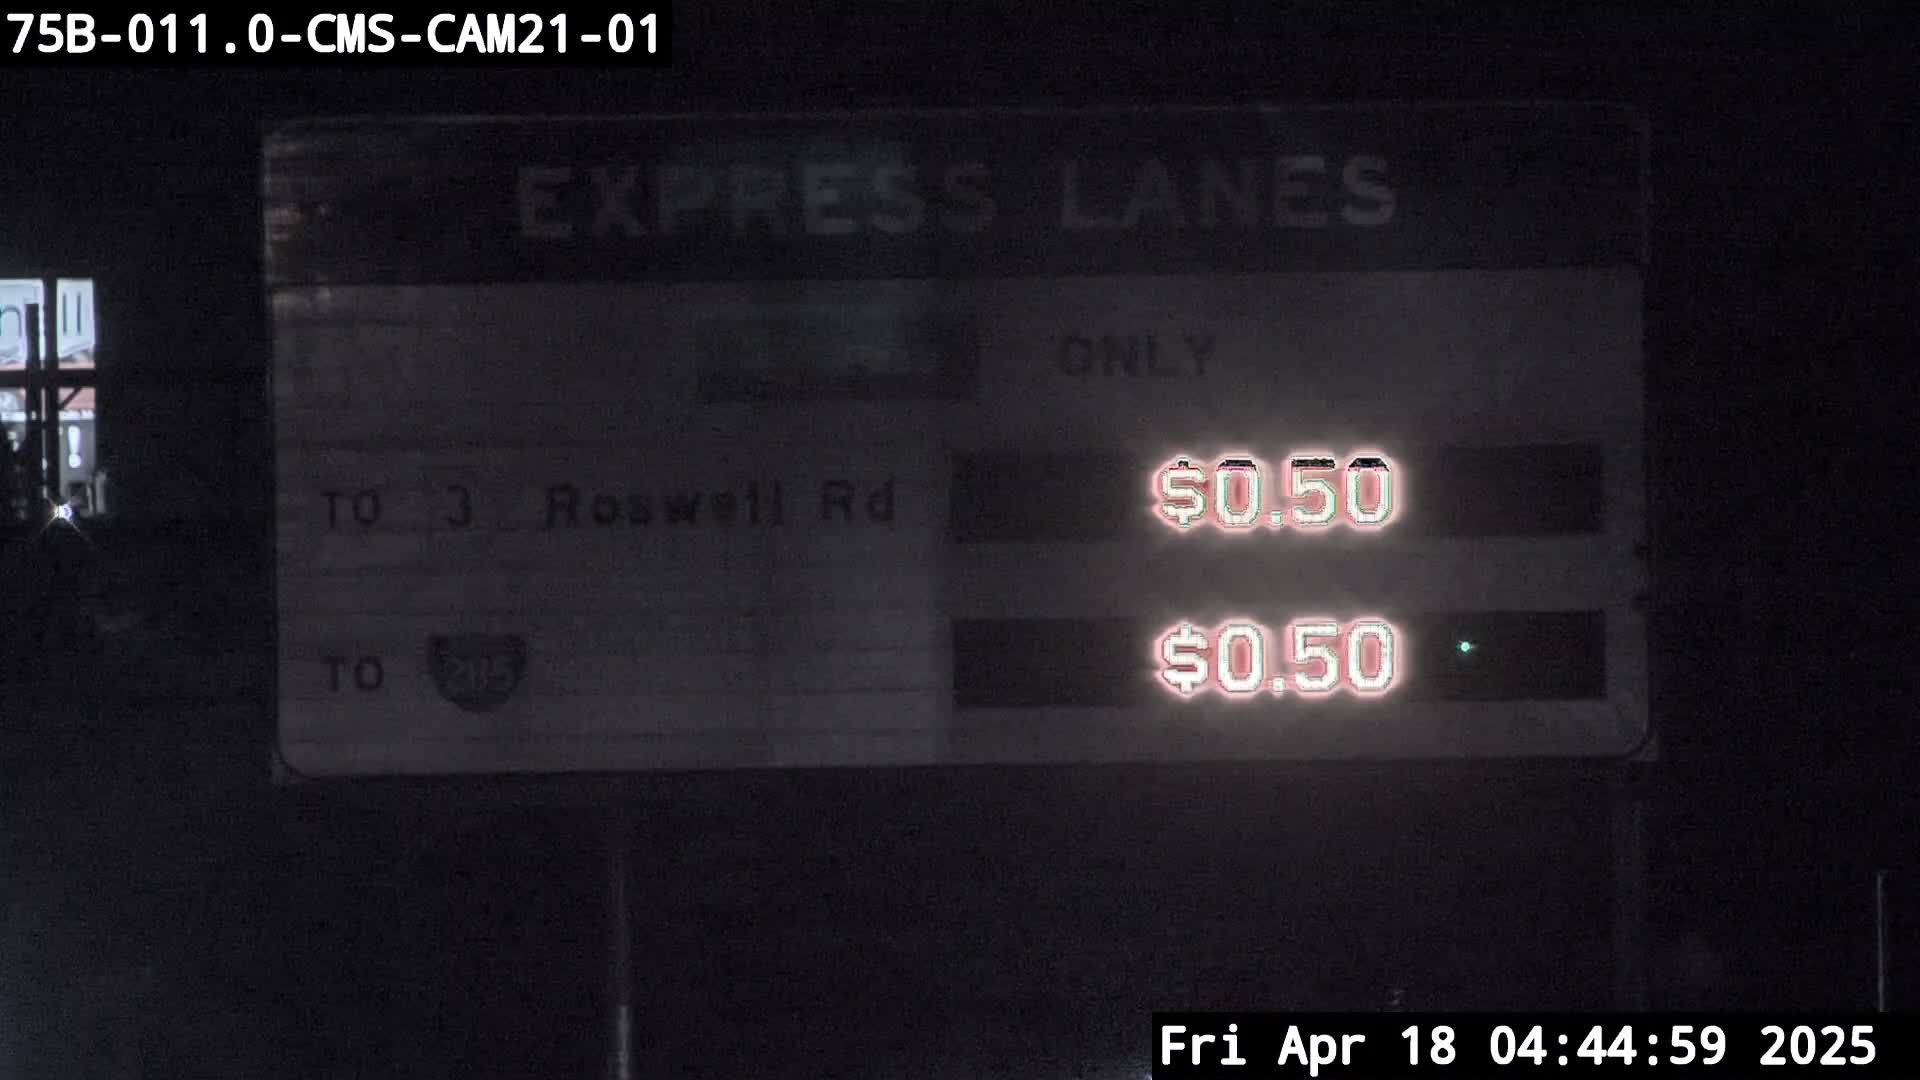 75B-011.0-CMS-CAM21-01
EXPRESS LANES
ONLY
TO 3 Roswell Rd $0.50
TO 285 $0.50
Fri Apr 18 04:44:59 2025